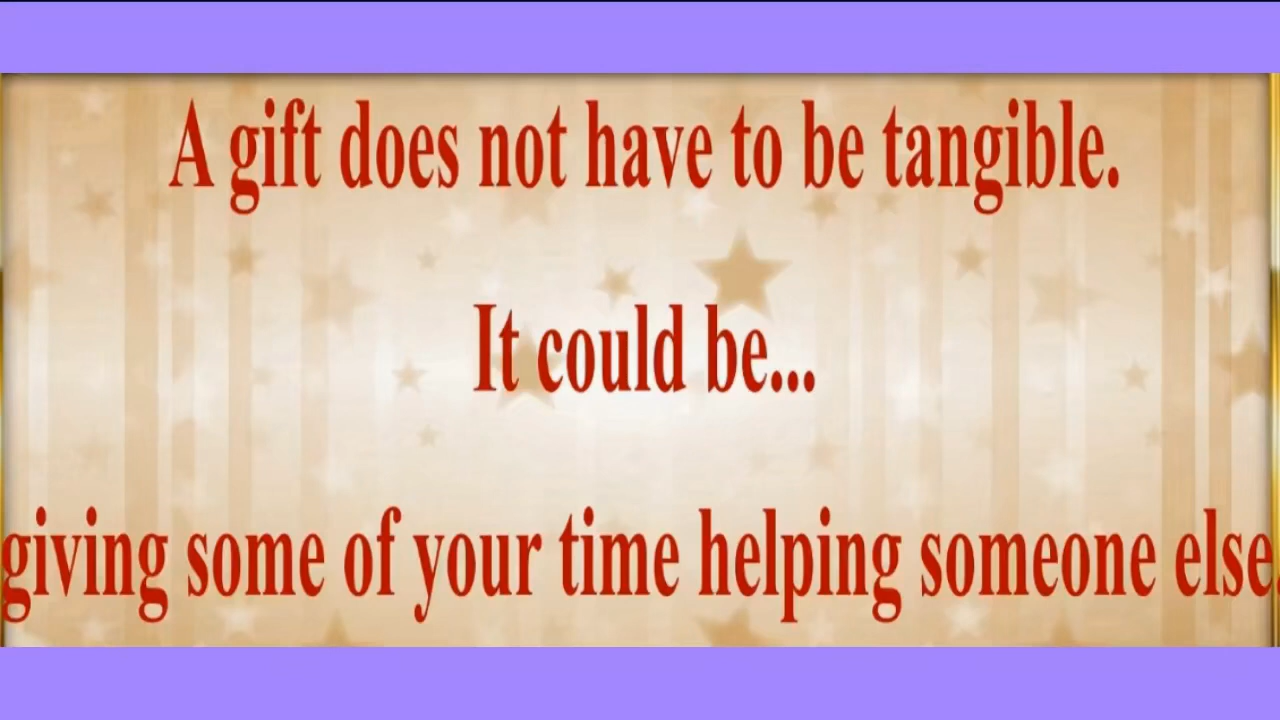 A gift does not have to be tangible.
It could be...
giving some of your time helping someone else.